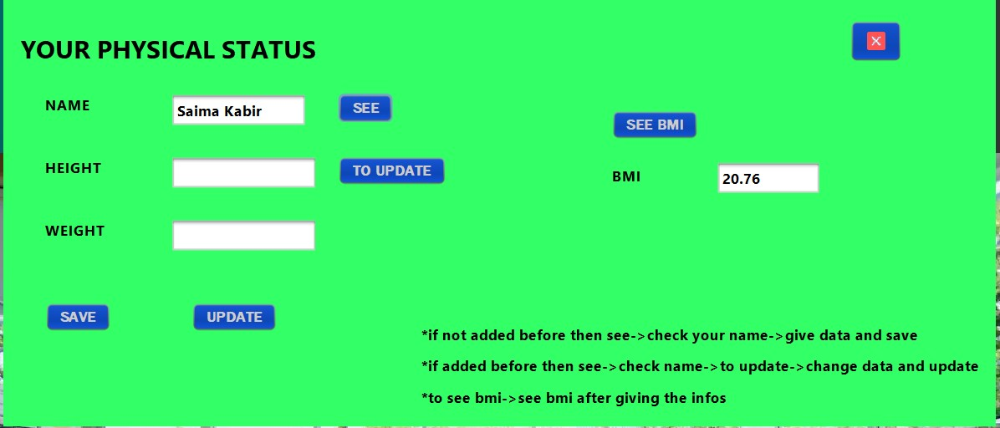 YOUR PHYSICAL STATUS
NAME
Saima Kabir
SEE
HEIGHT
TO UPDATE
WEIGHT
SAVE
UPDATE
SEE BMI
BMI
20.76
*if not added before then see->check your name->give data and save
*if added before then see->check name->to update->change data and update
*to see bmi->see bmi after giving the infos